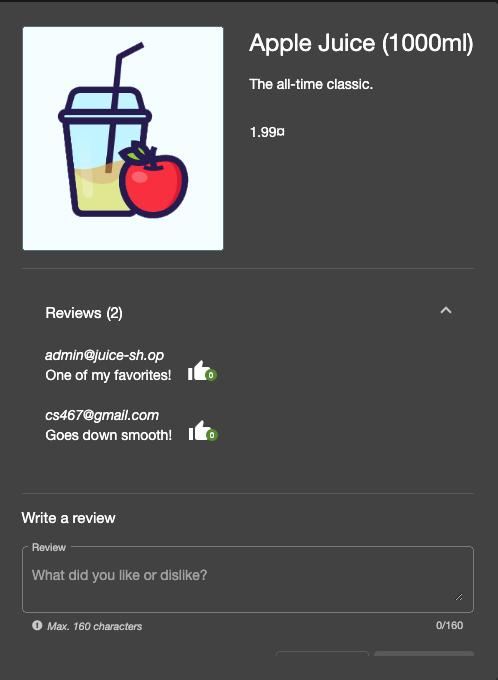 Apple Juice (1000ml)
The all-time classic.
1.99¤
Reviews (2)
admin@juice-sh.op
One of my favorites!
0
cs467@gmail.com
Goes down smooth!
0
Write a review
Review
What did you like or dislike?
Max. 160 characters
0/160